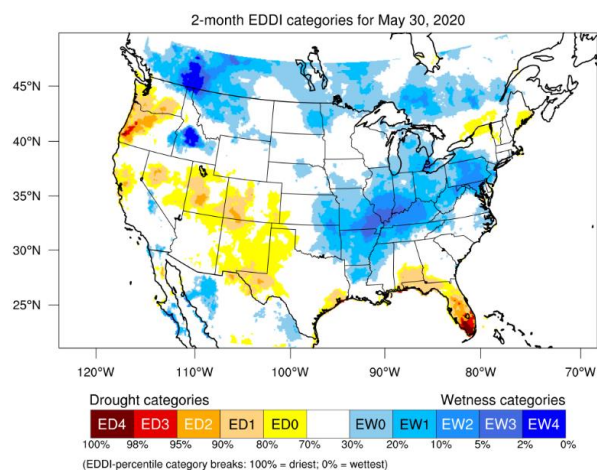 2-month EDDI categories for May 30, 2020
45°N
40°N
35°N
30°N
25°N
120°W 110°W 100°W 90°W 80°W 70°W
Drought categories Wetness categories
ED4 ED3 ED2 ED1 ED0 EW0 EW1 EW2 EW3 EW4
100% 98% 95% 90% 80% 70% 30% 20% 10% 5% 2% 0%
(EDDI-percentile category breaks: 100% = driest; 0% = wettest)